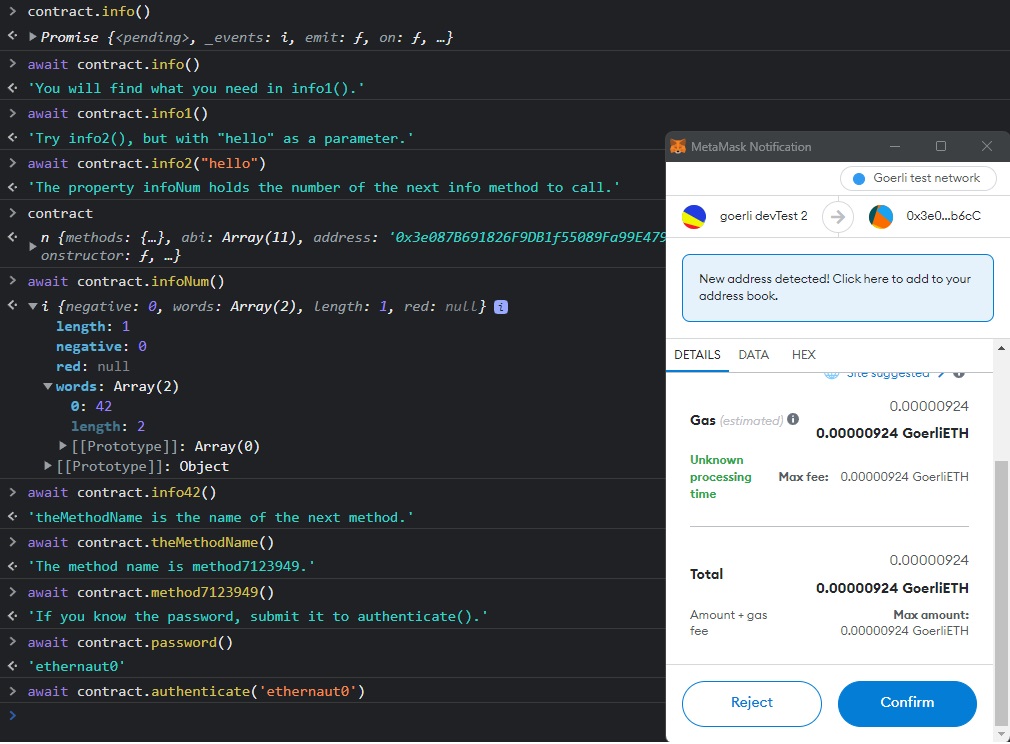 > contract.info()
Promise {<pending>, _events: i, emit: ƒ, on: ƒ, …}
> await contract.info()
'You will find what you need in info1().'
> await contract.info1()
'Try info2(), but with "hello" as a parameter.'
> await contract.info2("hello")
'The property infoNum holds the number of the next info method to call.'
> contract
n {methods: {…}, abi: Array(11), address: '0x3e087B691826F9DB1f55089Fa99E479
onstructor: ƒ, …}
> await contract.infoNum()
i {negative: 0, words: Array(2), length: 1, red: null} i
length: 1
negative: 0
red: null
words: Array(2)
0: 42
length: 2
[[Prototype]]: Array(0)
[[Prototype]]: Object
> await contract.info42()
'theMethodName is the name of the next method.'
> await contract.theMethodName()
'The method name is method7123949.'
> await contract.method7123949()
'If you know the password, submit it to authenticate().'
> await contract.password()
'ethernaut0'
> await contract.authenticate('ethernaut0')
>
MetaMask Notification
Goerli test network
goerli devTest 2
0x3e0...b6cC
New address detected! Click here to add to your
address book.
DETAILS DATA HEX
Site suggested >
0.00000924
Gas (estimated) i
0.00000924 GoerliETH
Unknown
processing
time
Max fee: 0.00000924 GoerliETH
0.00000924
Total
0.00000924 GoerliETH
Amount + gas
fee
Max amount:
0.00000924 GoerliETH
Reject
Confirm